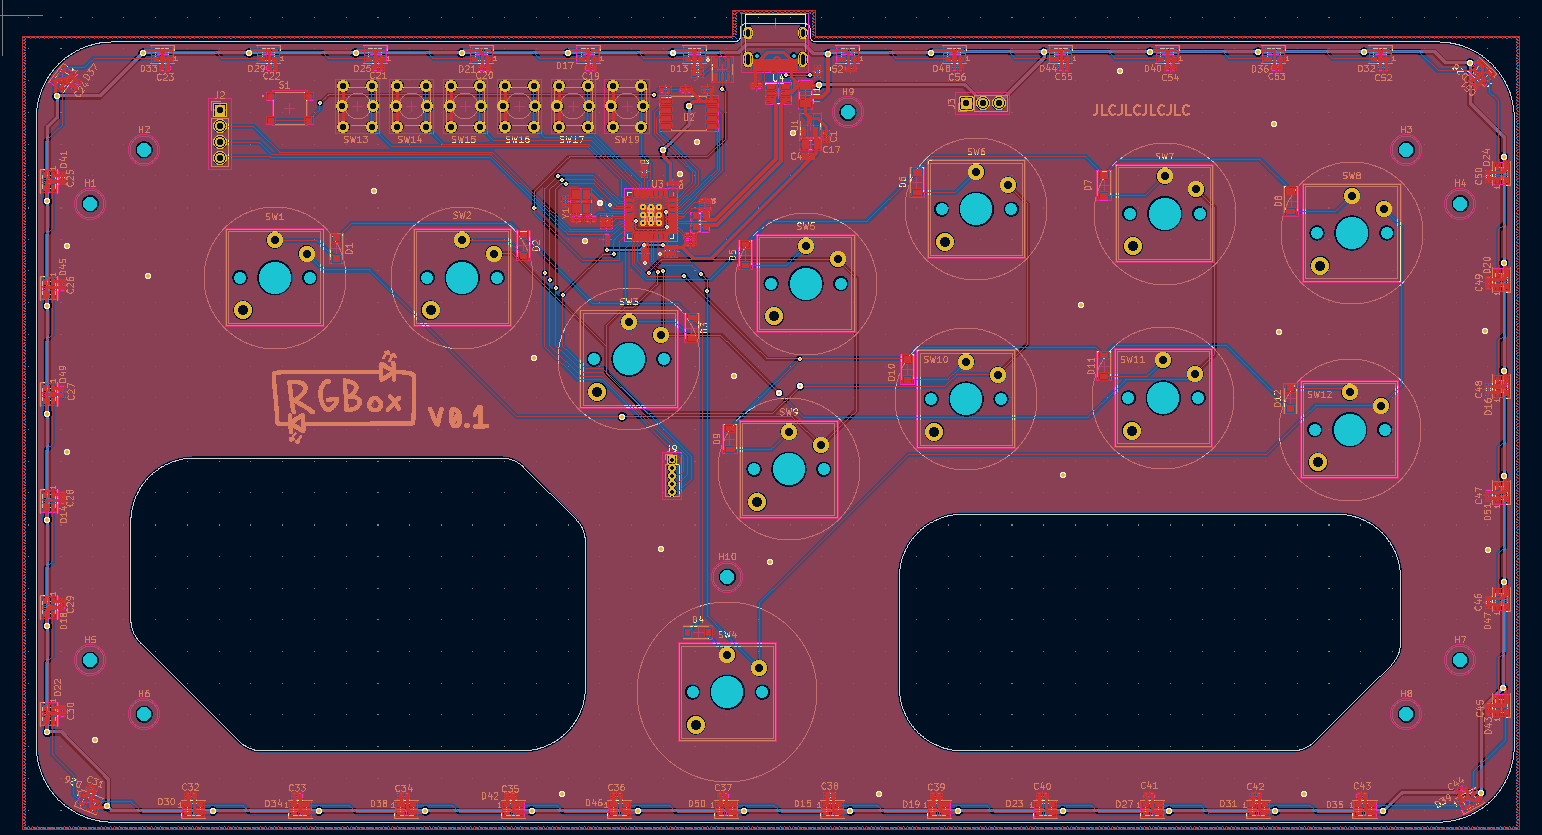 D33 D29 D25 D21 D17 D13 D52 D48 D44 D40 D36 D32
C23 C22 C21 C20 C19 C56 C55 C54 C53 C52
D37 C24 S1 L4 H9 J3 JLCJLCJLCJLC
J2 U2 J1
H2 SW13 SW14 SW15 SW16 SW17 SW19 C4 C17 H3
D41 C25 H1 U3 Y1 D6 SW6 D7 SW7 D8 SW8 D24 C50 H4
SW1 D1 SW2 D2 D5 SW5
D45 C26 D20 C49
SW3 D3
D49 C27 RGBox v0.1 D10 SW10 D11 SW11 D12 SW12 C48 D16
D9 SW9
J9
C28 D14 C47 D51
H10
C29 D18 D4 SW4 C46 D47
H5 H7
D22 C30 H6 H8 C45 D43
C31 C32 C33 C34 C35 C36 C37 C38 C39 C40 C41 C42 C43 C44
D30 D34 D38 D42 D46 D50 D15 D19 D23 D27 D31 D35 D39